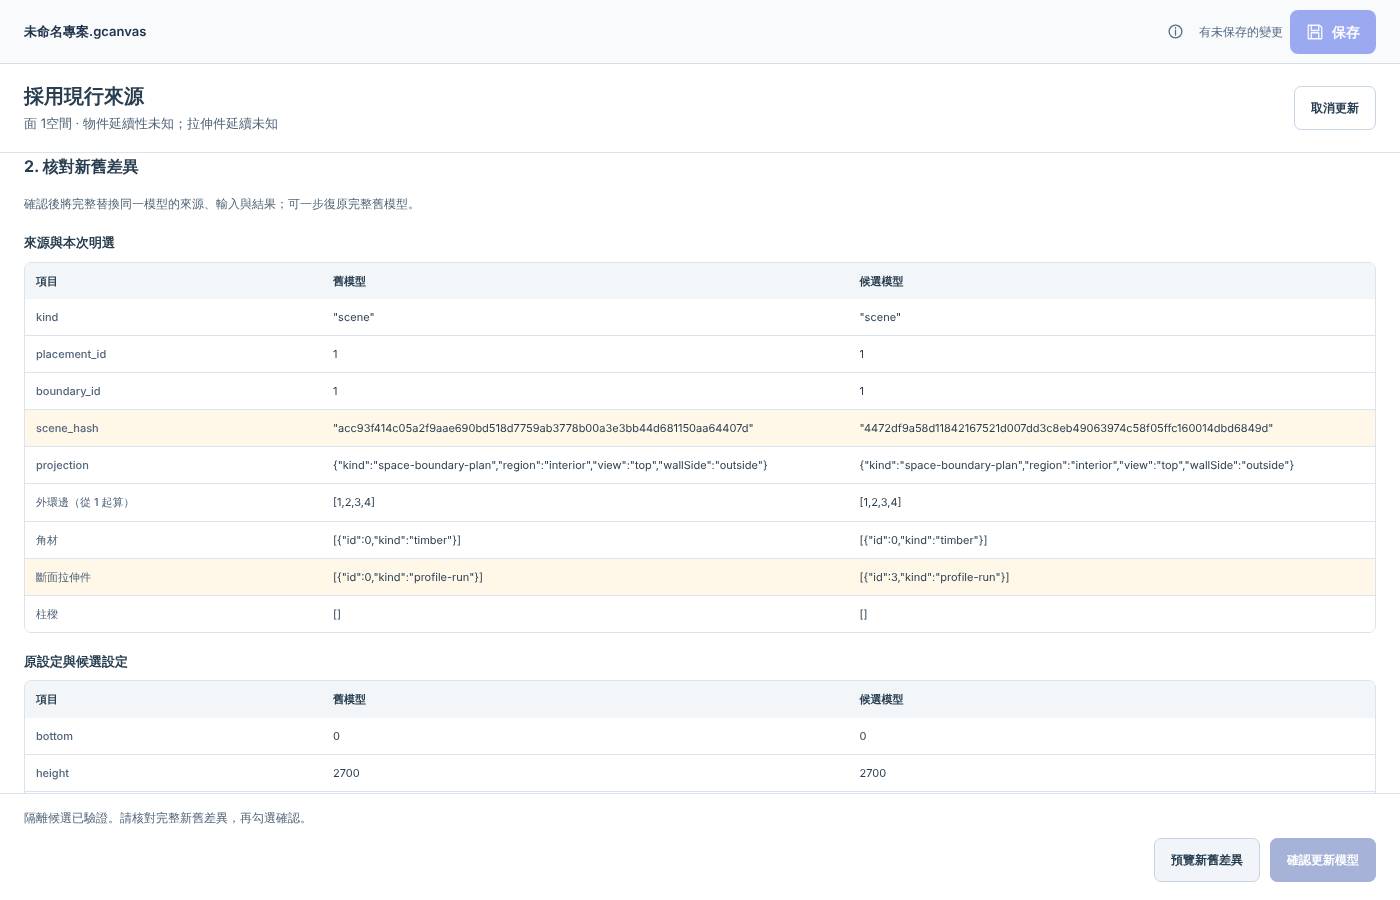 未命名專案.gcanvas
有未保存的變更
保存
採用現行來源
面 1空間 · 物件延續性未知；拉伸件延續未知
取消更新
2. 核對新舊差異
確認後將完整替換同一模型的來源、輸入與結果；可一步復原完整舊模型。
來源與本次明選
項目 舊模型 候選模型
kind "scene" "scene"
placement_id 1 1
boundary_id 1 1
scene_hash "acc93f414c05a2f9aae690bd518d7759ab3778b00a3e3bb44d681150aa64407d" "4472df9a58d11842167521d007dd3c8eb49063974c58f05ffc160014dbd6849d"
projection {"kind":"space-boundary-plan","region":"interior","view":"top","wallSide":"outside"} {"kind":"space-boundary-plan","region":"interior","view":"top","wallSide":"outside"}
外環邊（從 1 起算） [1,2,3,4] [1,2,3,4]
角材 [{"id":0,"kind":"timber"}] [{"id":0,"kind":"timber"}]
斷面拉伸件 [{"id":0,"kind":"profile-run"}] [{"id":3,"kind":"profile-run"}]
柱樑 [] []
原設定與候選設定
項目 舊模型 候選模型
bottom 0 0
height 2700 2700
隔離候選已驗證。請核對完整新舊差異，再勾選確認。
預覽新舊差異
確認更新模型